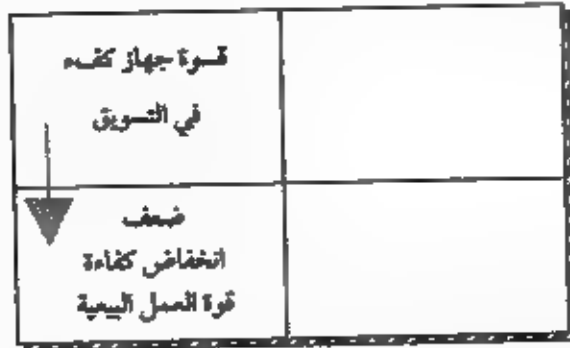 قوة جهاز كفء
في التسويق
ضعف
انخفاض كفاءة
قوة العمل البيعية